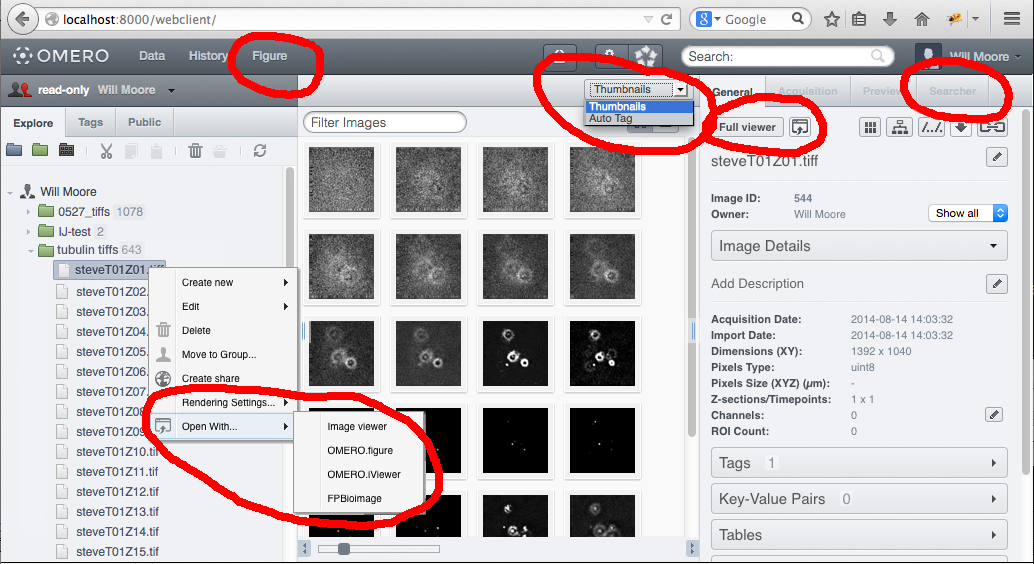 localhost:8000/webclient/
Google
OMERO
Data
History
Figure
Search:
Will Moore
read-only Will Moore
Thumbnails
Thumbnails
Auto Tag
General
Acquisition
Preview
Searcher
Explore
Tags
Public
Filter Images
Full viewer
steveT01Z01.tiff
Will Moore
0527_tiffs 1078
IJ-test 2
tubulin tiffs 643
steveT01Z01.tiff
steveT01Z02.
steveT01Z03.
steveT01Z04.
steveT01Z05.
steveT01Z06.
steveT01Z07.
steveT01Z08
steveT01Z09
steveT01Z10.tif
steveT01Z11.tif
steveT01Z12.tif
steveT01Z13.tif
steveT01Z14.tif
steveT01Z15.tif
Create new
Edit
Delete
Move to Group...
Create share
Rendering Settings...
Open With...
Image viewer
OMERO.figure
OMERO.iViewer
FPBioimage
Image ID: 544
Owner: Will Moore
Show all
Image Details
Add Description
Acquisition Date: 2014-08-14 14:03:32
Import Date: 2014-08-14 14:03:32
Dimensions (XY): 1392 x 1040
Pixels Type: uint8
Pixels Size (XYZ) (µm): -
Z-sections/Timepoints: 1 x 1
Channels: 0
ROI Count: 0
Tags 1
Key-Value Pairs 0
Tables